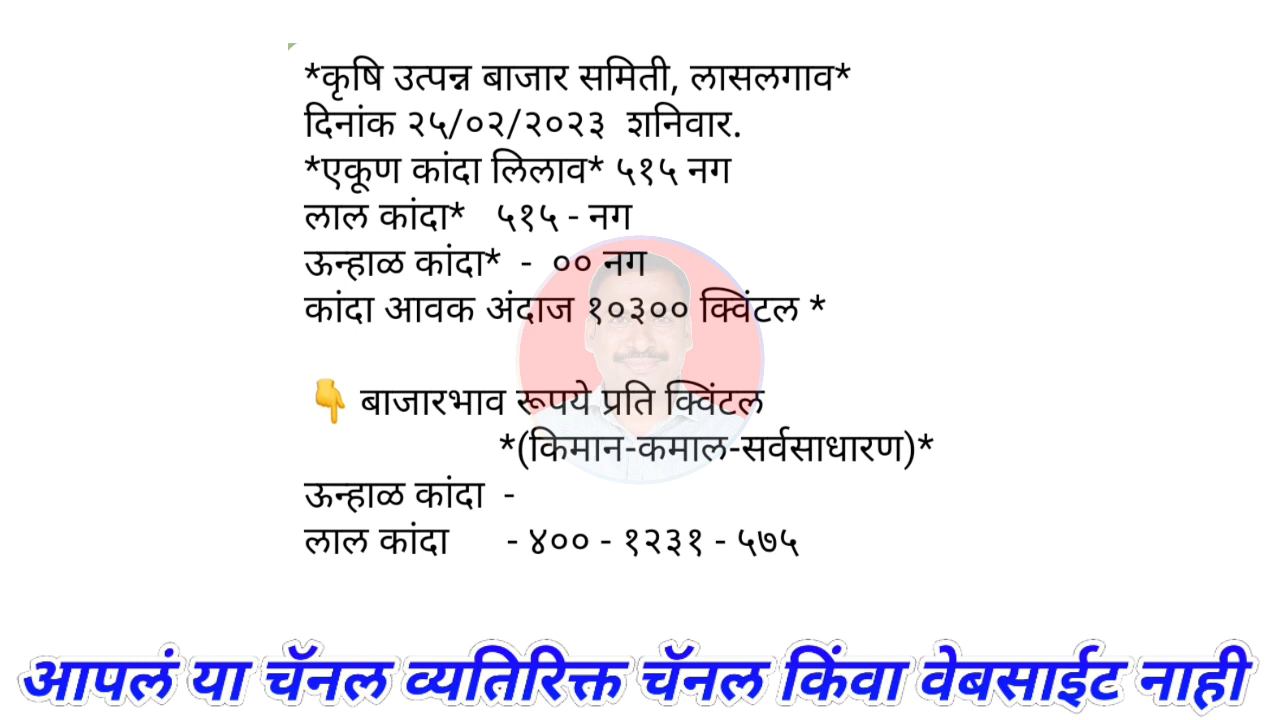 *कृषि उत्पन्न बाजार समिती, लासलगाव*
दिनांक २५/०२/२०२३ शनिवार.
*एकूण कांदा लिलाव* ५१५ नग
लाल कांदा* ५१५ - नग
ऊन्हाळ कांदा* - ०० नग
कांदा आवक अंदाज १०३०० क्विंटल *
👇 बाजारभाव रूपये प्रति क्विंटल
*(किमान-कमाल-सर्वसाधारण)*
ऊन्हाळ कांदा -
लाल कांदा - ४०० - १२३१ - ५७५
आपलं या चॅनल व्यतिरिक्त चॅनल किंवा वेबसाईट नाही